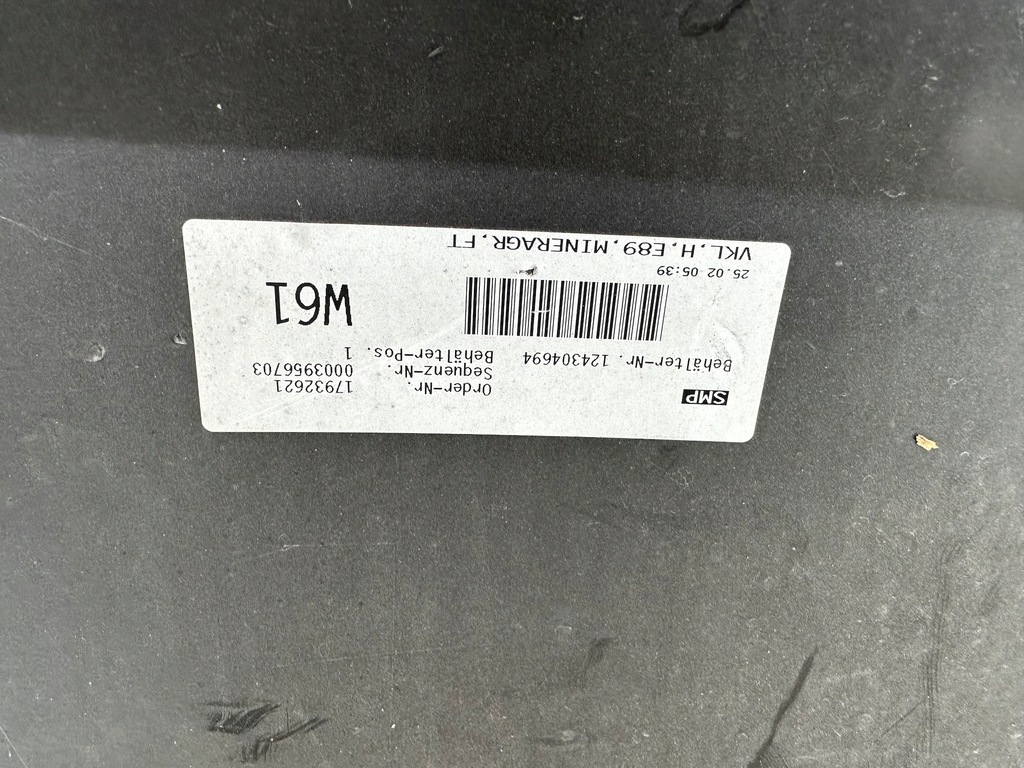 SMP
Order-Nr. 17932621
Sequenz-Nr. 0003956703
Behälter-Nr. 124304694 Behälter-Pos. 1
W61
25.02 05:39
VKL,H,E89,MINERAGR,FT